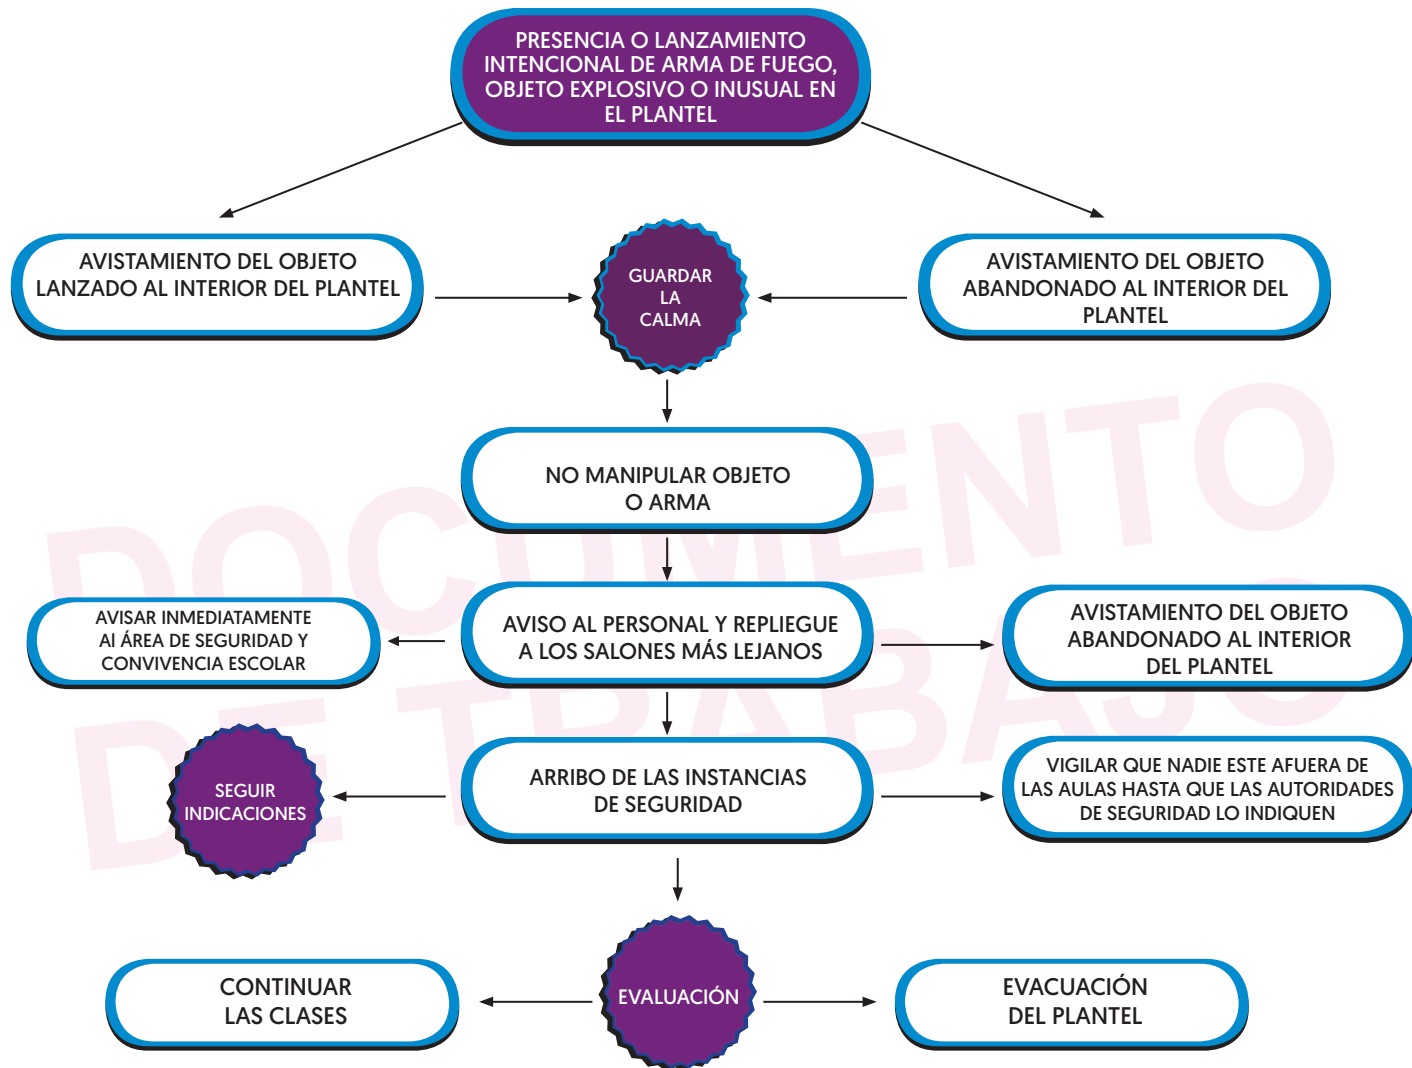 PRESENCIA O LANZAMIENTO
INTENCIONAL DE ARMA DE FUEGO,
OBJETO EXPLOSIVO O INUSUAL EN
EL PLANTEL
AVISTAMIENTO DEL OBJETO
LANZADO AL INTERIOR DEL PLANTEL
GUARDAR
LA
CALMA
AVISTAMIENTO DEL OBJETO
ABANDONADO AL INTERIOR DEL
PLANTEL
NO MANIPULAR OBJETO
O ARMA
AVISAR INMEDIATAMENTE
Al ÁREA DE SEGURIDAD Y
CONVIVENCIA ESCOLAR
AVISO AL PERSONAL Y REPLIEGUE
A LOS SALONES MÁS LEJANOS
AVISTAMIENTO DEL OBJETO
ABANDONADO AL INTERIOR
DEL PLANTEL
SEGUIR
INDICACIONES
ARRIBO DE LAS INSTANCIAS
DE SEGURIDAD
VIGILAR QUE NADIE ESTE AFUERA DE
LAS AULAS HASTA QUE LAS AUTORIDADES
DE SEGURIDAD LO INDIQUEN
CONTINUAR
LAS CLASES
EVALUACIÓN
EVACUACIÓN
DEL PLANTEL
DOCUMENTO
DE TRABAJO